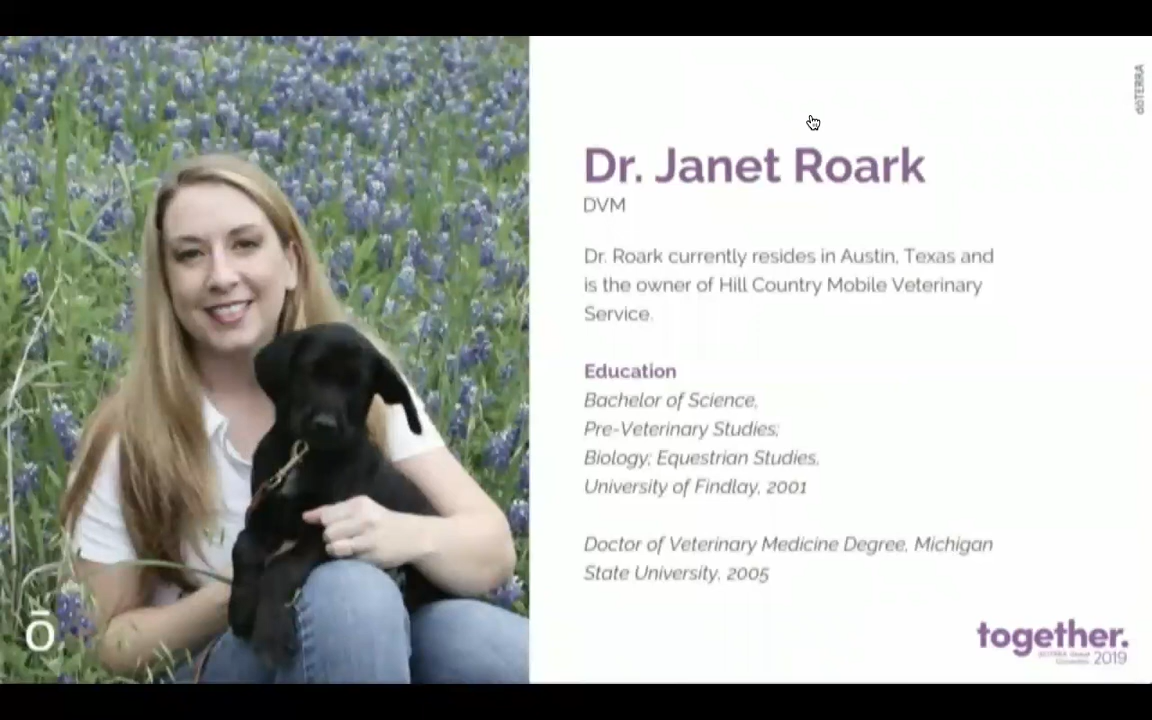 dōTERRA
Dr. Janet Roark
DVM
Dr. Roark currently resides in Austin, Texas and
is the owner of Hill Country Mobile Veterinary
Service.
Education
Bachelor of Science,
Pre-Veterinary Studies;
Biology; Equestrian Studies,
University of Findlay, 2001
Doctor of Veterinary Medicine Degree, Michigan
State University, 2005
ō
together.
2019